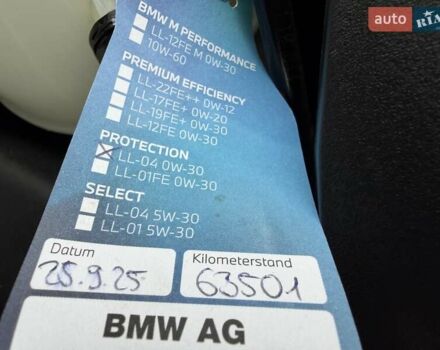 auto RIA
BMW M PERFORMANCE
LL-12FE M 0W-30
10W-60
PREMIUM EFFICIENCY
LL-22FE++ 0W-12
LL-17FE+ 0W-20
LL-19FE+ 0W-30
LL-12FE 0W-30
PROTECTION
LL-04 0W-30
LL-01FE 0W-30
SELECT
LL-04 5W-30
LL-01 5W-30
Datum Kilometerstand
25.9.25 63501
BMW AG